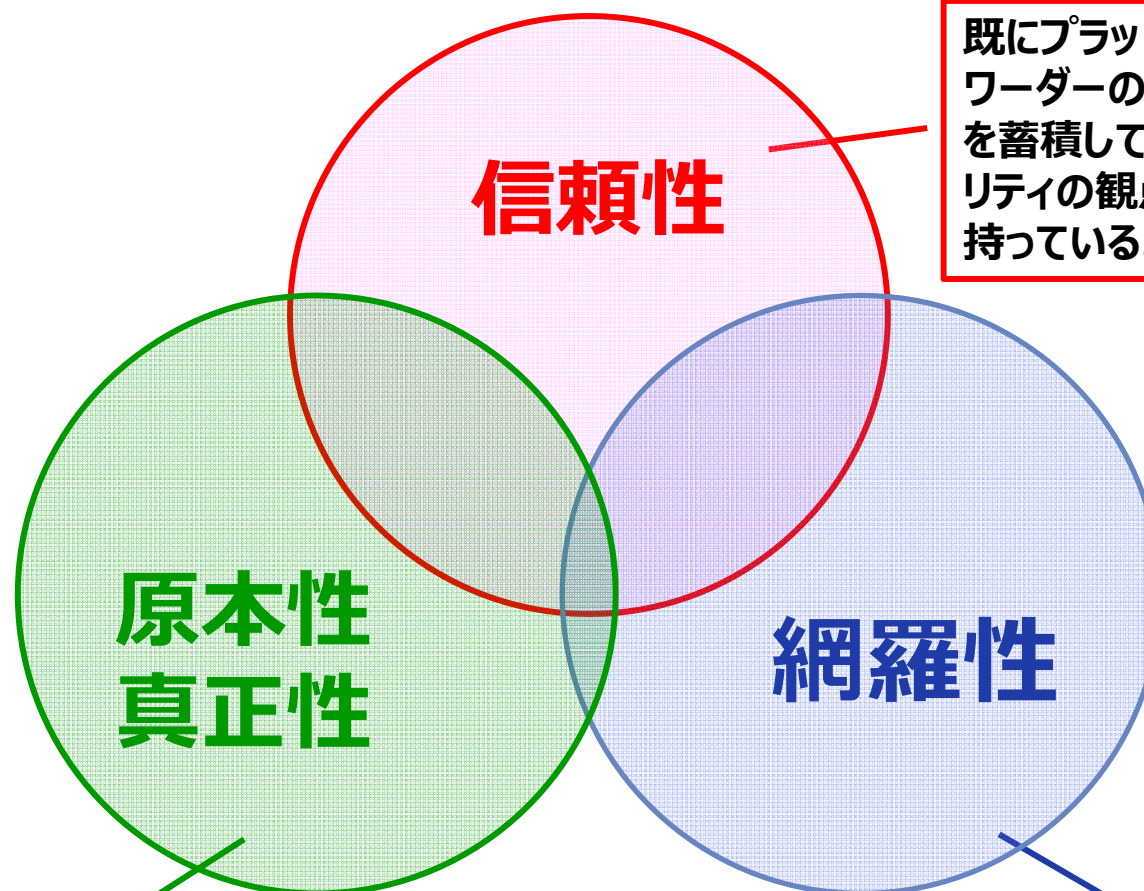 既にプラッ
ワーダーの
を蓄積して
リティの観
持っている
信頼性
原本性
真正性
網羅性